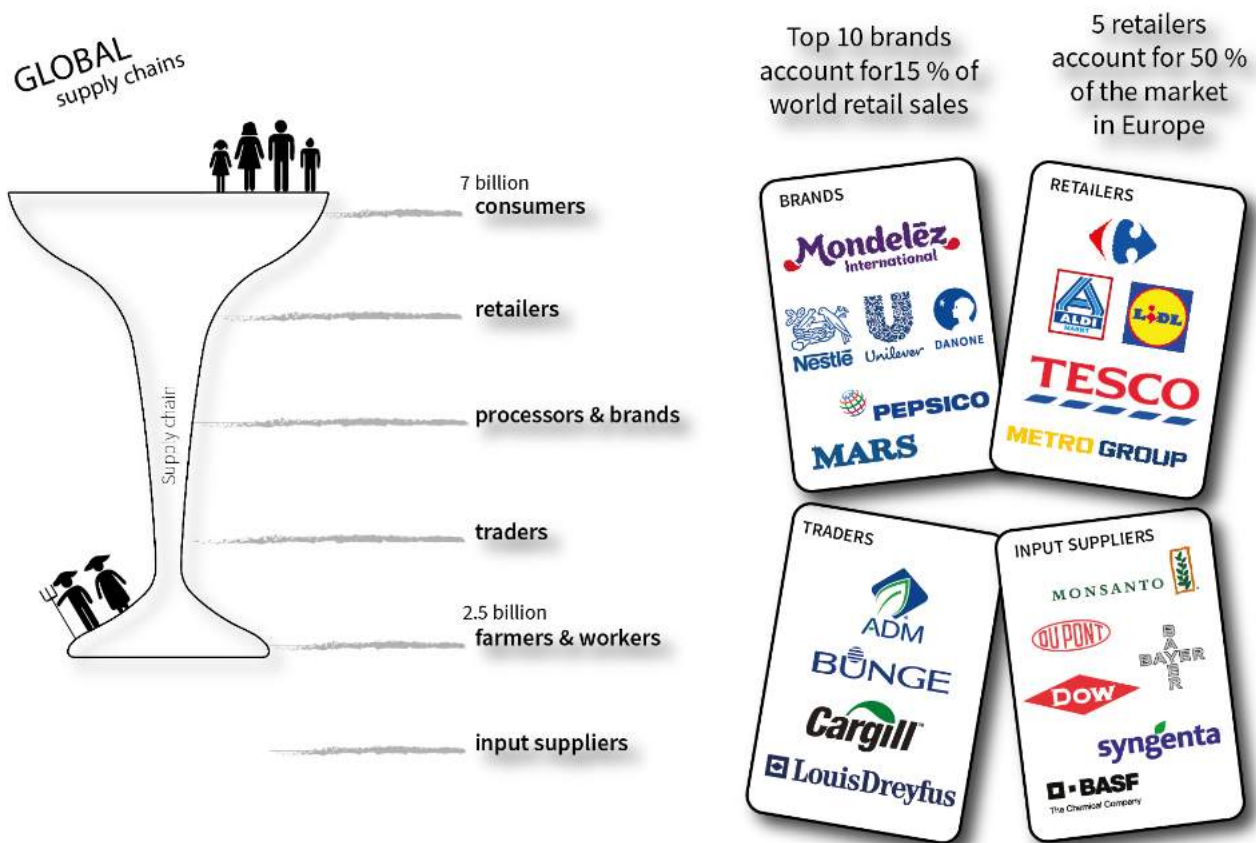 GLOBAL
supply chains
7 billion
consumers
retailers
processors & brands
traders
2.5 billion
farmers & workers
input suppliers
Supply chain
Top 10 brands
account for15 % of
world retail sales
5 retailers
account for 50 %
of the market
in Europe
BRANDS
Mondelēz
International
Nestlé
Unilever
DANONE
PEPSICO
MARS
RETAILERS
ALDI
MARKT
LIDL
TESCO
METRO GROUP
TRADERS
ADM
BUNGE
Cargill™
LouisDreyfus
INPUT SUPPLIERS
MONSANTO
DUPONT
BAYER
BAYER
DOW
syngenta
BASF
The Chemical Company